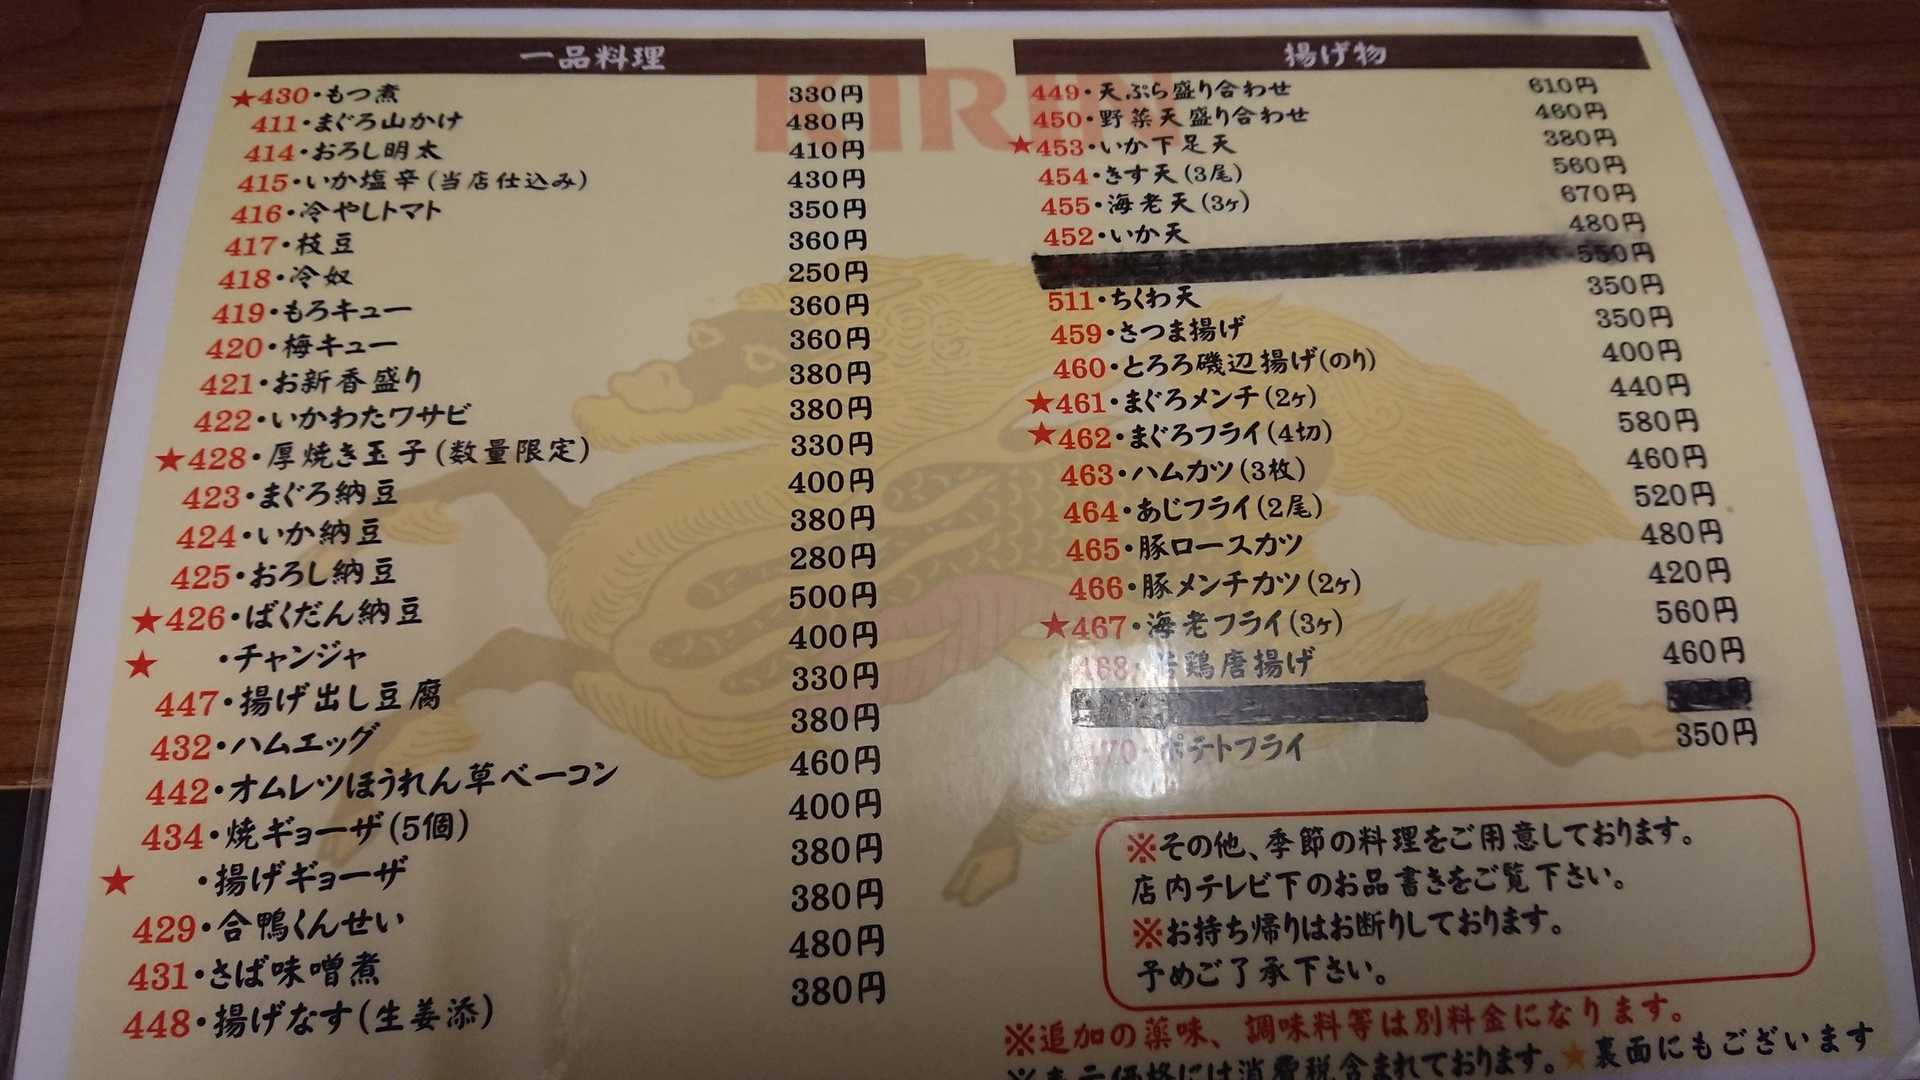 一品料理
★430・もつ煮 330円
411・まぐろ山かけ 480円
414・おろし明太 410円
415・いか塩辛(当店仕込み) 430円
416・冷やしトマト 350円
417・枝豆 360円
418・冷奴 250円
419・もろキュー 360円
420・梅キュー 360円
421・お新香盛り 380円
422・いかわたワサビ 380円
★428・厚焼き玉子(数量限定) 330円
423・まぐろ納豆 400円
424・いか納豆 380円
425・おろし納豆 280円
★426・ばくだん納豆 500円
★ ・チャンジャ 400円
447・揚げ出し豆腐 330円
432・ハムエッグ 380円
442・オムレツほうれん草ベーコン 460円
434・焼ギョーザ(5個) 400円
★ ・揚げギョーザ 380円
429・合鴨くんせい 380円
431・さば味噌煮 480円
448・揚げなす(生姜添) 380円
KIRIN
揚げ物
449・天ぷら盛り合わせ 610円
450・野菜天盛り合わせ 460円
★453・いか下足天 380円
454・きす天(3尾) 560円
455・海老天(3ヶ) 670円
452・いか天 480円
550円
511・ちくわ天 350円
459・さつま揚げ 350円
460・とろろ磯辺揚げ(のり) 400円
★461・まぐろメンチ(2ヶ) 440円
★462・まぐろフライ(4切) 580円
463・ハムカツ(3枚) 460円
464・あじフライ(2尾) 520円
465・豚ロースカツ 480円
466・豚メンチカツ(2ヶ) 420円
★467・海老フライ(3ヶ) 560円
468・若鶏唐揚げ 460円
470・ポテトフライ 350円
※その他、季節の料理をご用意しております。
店内テレビ下のお品書きをご覧下さい。
※お持ち帰りはお断りしております。
予めご了承下さい。
※追加の薬味、調味料等は別料金になります。
※表示価格には消費税含まれております。★裏面にもございます